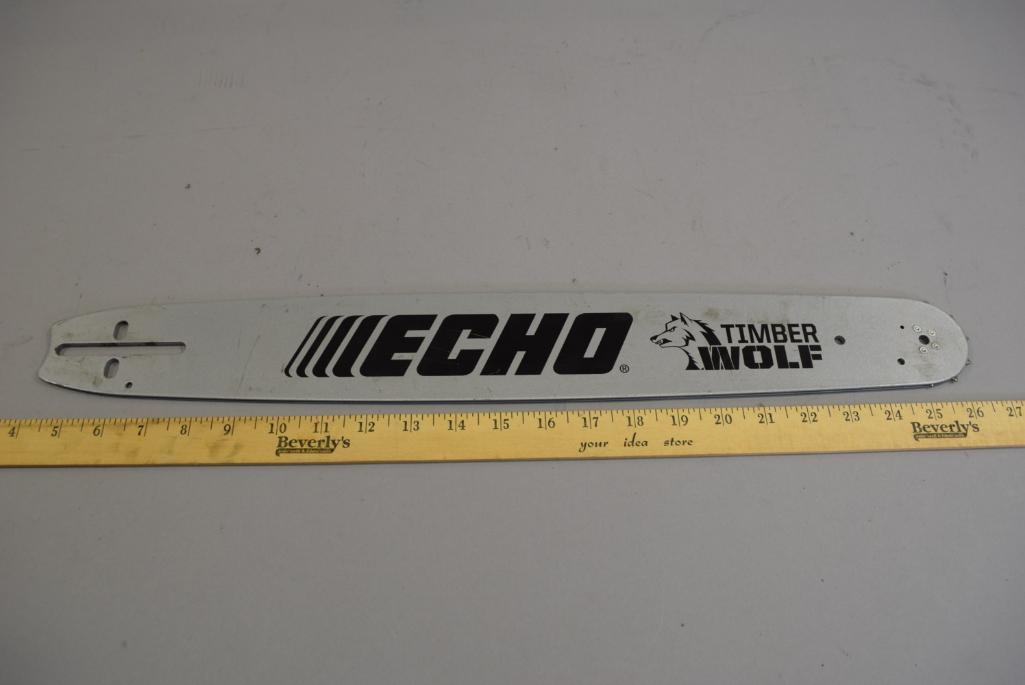 ECHO®
TIMBER
WOLF
4 5 6 7 8 9 10 11 12 13 14 15 16 17 18 19 20 21 22 23 24 25 26 27
Beverly's
your idea store
Beverly's